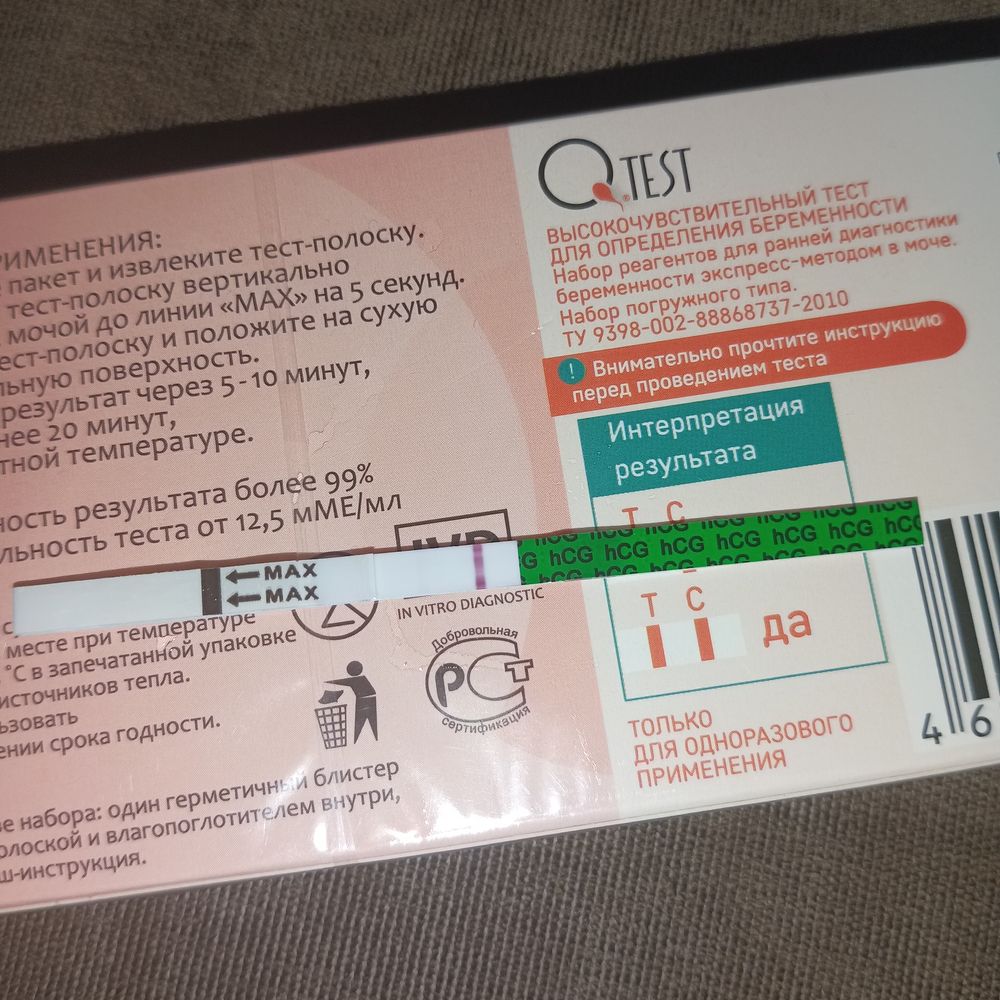 РИМЕНЕНИЯ:
пакет и извлеките тест-полоску.
тест-полоску вертикально
мочой до линии «MAX» на 5 секунд.
ест-полоску и положите на сухую
льную поверхность.
результат через 5-10 минут,
нее 20 минут,
тной температуре.
ность результата более 99%
льность теста от 12,5 мМЕ/мл
IN VITRO DIAGNOSTIC
с
месте при температуре
°С в запечатанной упаковке
источников тепла.
ьзовать
ении срока годности.
Добровольная
РСТ
сертификация
ве набора: один герметичный блистер
олоской и влагопоглотителем внутри,
ш-инструкция.
QTEST
ВЫСОКОЧУВСТВИТЕЛЬНЫЙ ТЕСТ
ДЛЯ ОПРЕДЕЛЕНИЯ БЕРЕМЕННОСТИ
Набор реагентов для ранней диагностики
беременности экспресс-методом в моче.
Набор погружного типа.
ТУ 9398-002-88868737-2010
! Внимательно прочтите инструкцию
перед проведением теста
Интерпретация
результата
T C
T C
да
ТОЛЬКО
ДЛЯ ОДНОРАЗОВОГО
ПРИМЕНЕНИЯ
46
MAX
MAX
hCG hCG hCG hCG hCG hCG